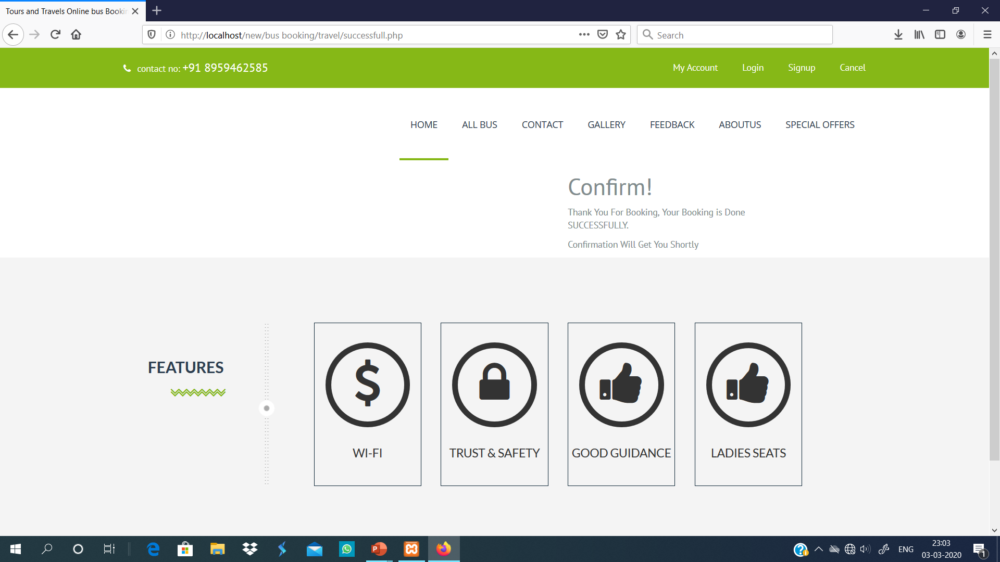 Tours and Travels Online bus Bookin
http://localhost/new/bus booking/travel/successfull.php
Search
contact no: +91 8959462585
My Account Login Signup Cancel
HOME ALL BUS CONTACT GALLERY FEEDBACK ABOUTUS SPECIAL OFFERS
Confirm!
Thank You For Booking, Your Booking is Done
SUCCESSFULLY.
Confirmation Will Get You Shortly
FEATURES
WI-FI
TRUST & SAFETY
GOOD GUIDANCE
LADIES SEATS
ENG
23:03
03-03-2020
1